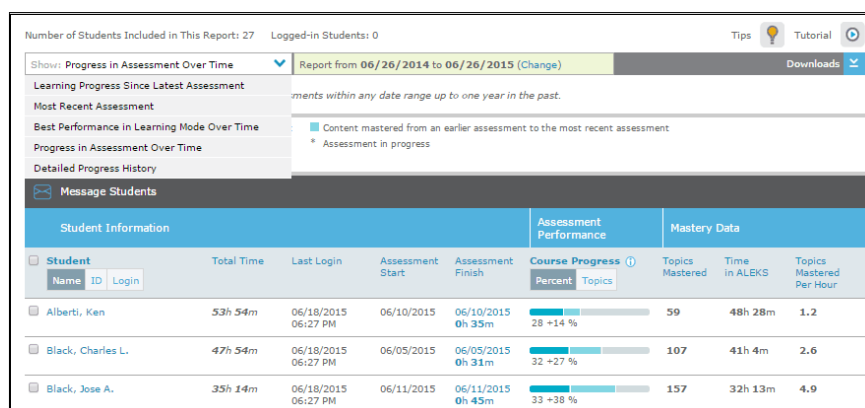 Number of Students Included in This Report: 27 Logged-in Students: 0 Tips Tutorial
Show: Progress in Assessment Over Time Report from 06/26/2014 to 06/26/2015 (Change) Downloads
Learning Progress Since Latest Assessment
Most Recent Assessment
Best Performance in Learning Mode Over Time
Progress in Assessment Over Time
Detailed Progress History
within any date range up to one year in the past.
Content mastered from an earlier assessment to the most recent assessment
* Assessment in progress
Message Students
Student Information Assessment Performance Mastery Data
Student Total Time Last Login Assessment Start Assessment Finish Course Progress Topics Mastered Time in ALEKS Topics Mastered Per Hour
Name ID Login Percent Topics
Alberti, Ken 53h 54m 06/18/2015 06/10/2015 06/10/2015 59 48h 28m 1.2
06:27 PM 0h 35m 28 +14 %
Black, Charles L. 47h 54m 06/18/2015 06/05/2015 06/05/2015 107 41h 4m 2.6
06:27 PM 0h 31m 32 +27 %
Black, Jose A. 35h 14m 06/18/2015 06/11/2015 06/11/2015 157 32h 13m 4.9
06:27 PM 0h 45m 33 +38 %